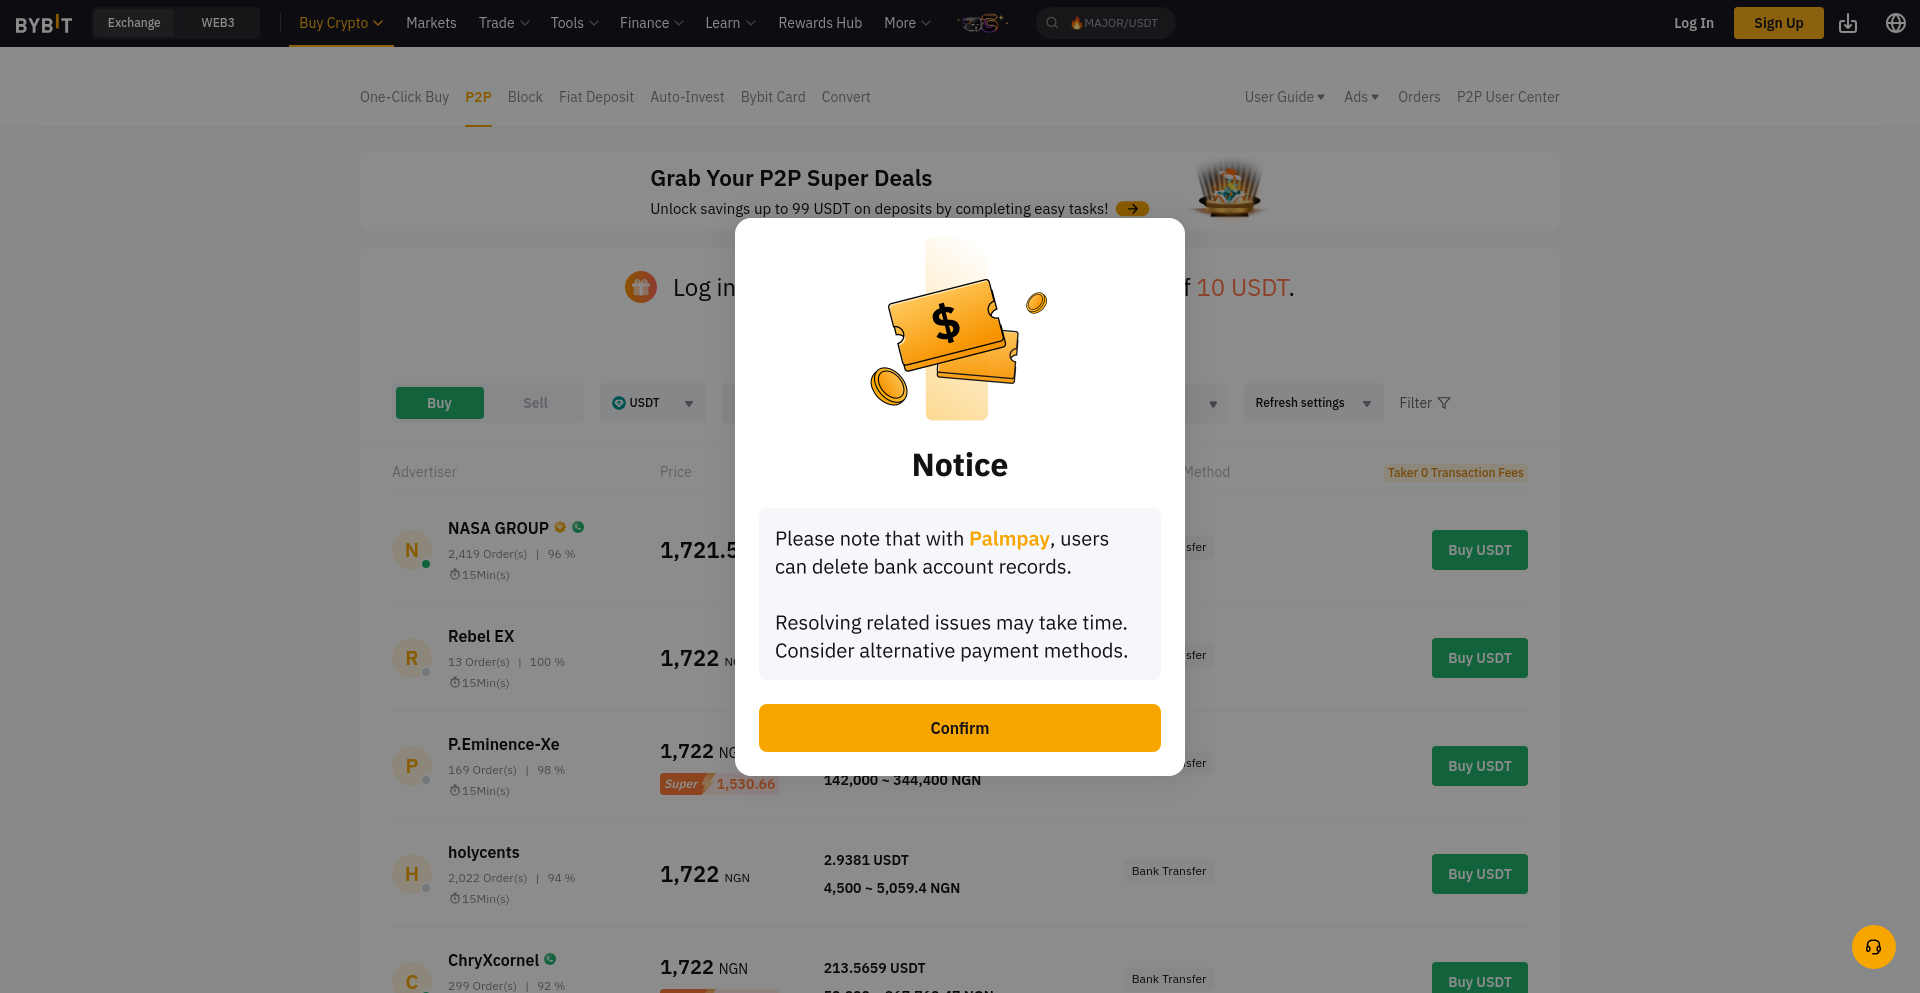 BYBIT
Exchange
WEB3
Buy Crypto
Markets
Trade
Tools
Finance
Learn
Rewards Hub
More
MAJOR/USDT
Log In
Sign Up
One-Click Buy
P2P
Block
Fiat Deposit
Auto-Invest
Bybit Card
Convert
User Guide
Ads
Orders
P2P User Center
Grab Your P2P Super Deals
Unlock savings up to 99 USDT on deposits by completing easy tasks!
Log in
10 USDT.
Buy
Sell
USDT
Refresh settings
Filter
Advertiser
Price
Method
Taker 0 Transaction Fees
N
NASA GROUP
2,419 Order(s) | 96 %
15Min(s)
1,721.5
Buy USDT
R
Rebel EX
13 Order(s) | 100 %
15Min(s)
1,722
Buy USDT
P
P.Eminence-Xe
169 Order(s) | 98 %
15Min(s)
1,722
Super 1,530.66
142,000 ~ 344,400 NGN
Buy USDT
H
holycents
2,022 Order(s) | 94 %
15Min(s)
1,722 NGN
2.9381 USDT
4,500 ~ 5,059.4 NGN
Bank Transfer
Buy USDT
C
ChryXcornel
299 Order(s) | 92 %
1,722 NGN
213.5659 USDT
Bank Transfer
Buy USDT
$
Notice
Please note that with Palmpay, users
can delete bank account records.
Resolving related issues may take time.
Consider alternative payment methods.
Confirm